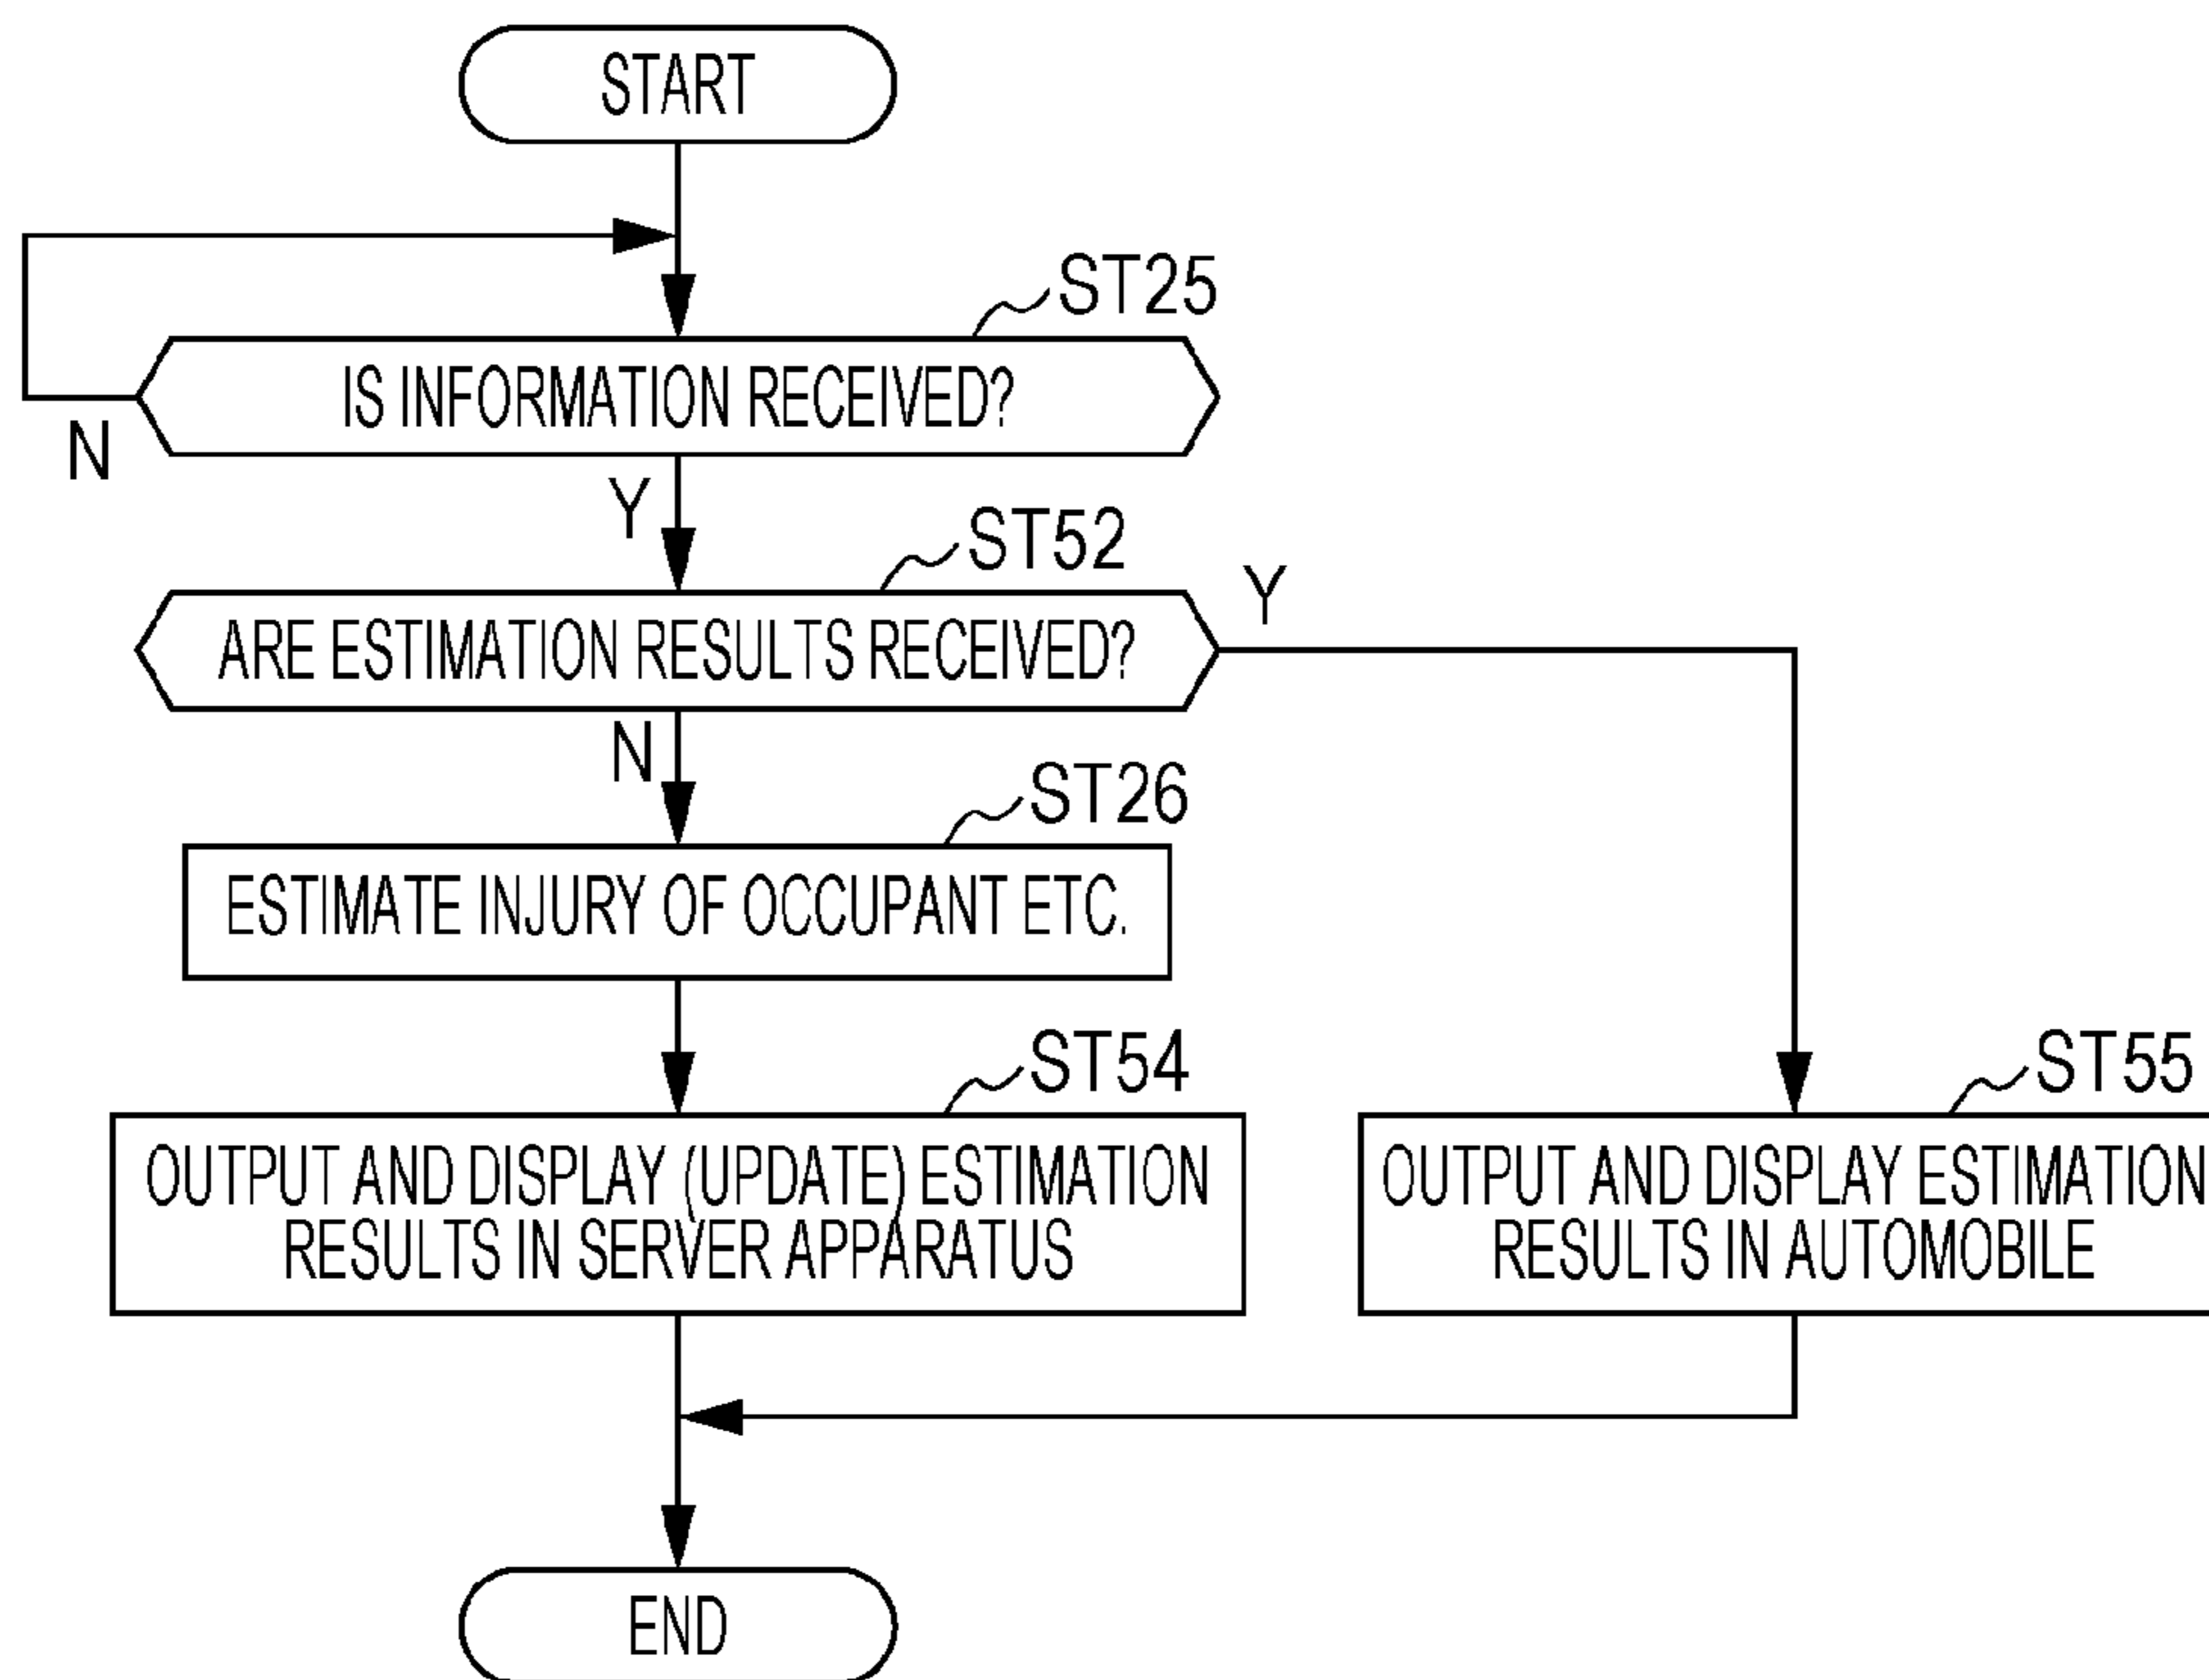 START
ST25
IS INFORMATION RECEIVED?
N
Y
ST52
ARE ESTIMATION RESULTS RECEIVED?
Y
N
ST26
ESTIMATE INJURY OF OCCUPANT ETC.
ST54
OUTPUT AND DISPLAY (UPDATE) ESTIMATION
RESULTS IN SERVER APPARATUS
ST55
OUTPUT AND DISPLAY ESTIMATION
RESULTS IN AUTOMOBILE
END